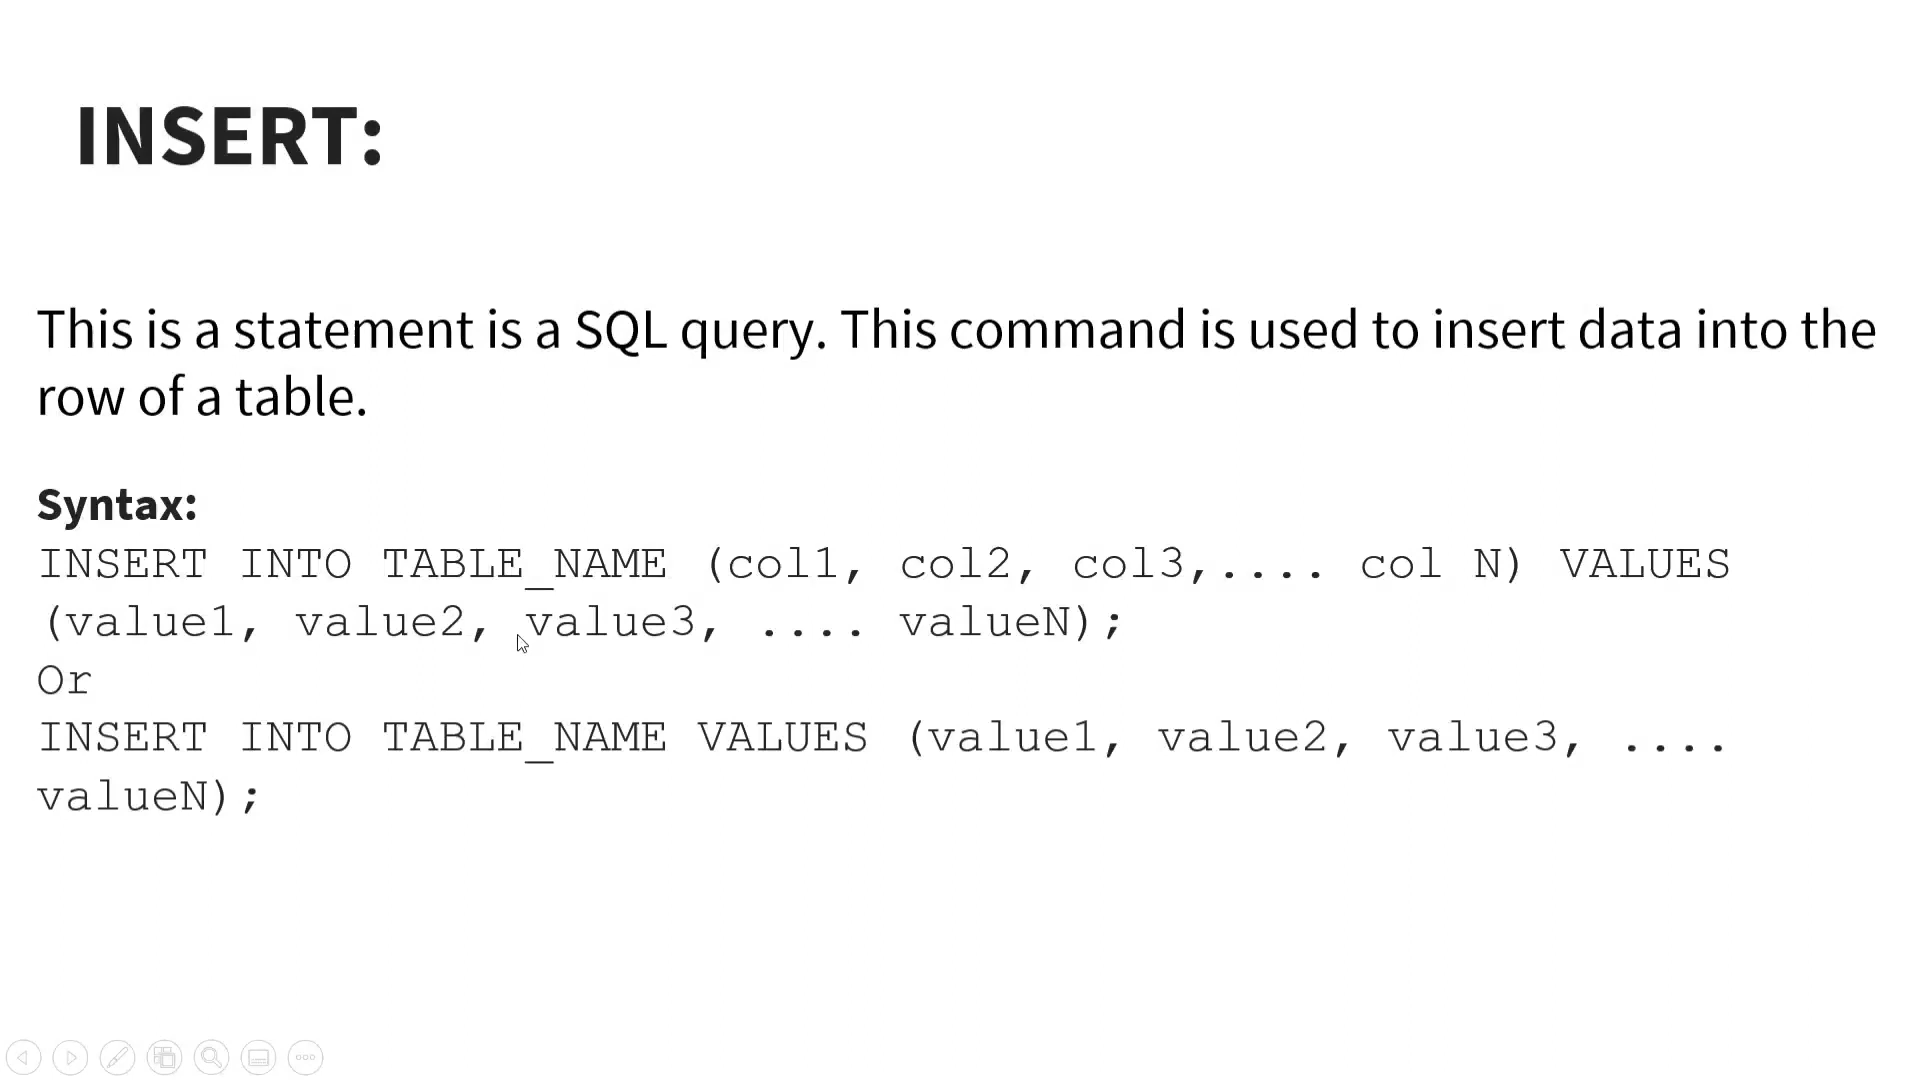 INSERT:
This is a statement is a SQL query. This command is used to insert data into the
row of a table.
Syntax:
INSERT INTO TABLE_NAME (col1, col2, col3,.... col N) VALUES
(value1, value2, value3, .... valueN);
Or
INSERT INTO TABLE_NAME VALUES (value1, value2, value3, ....
valueN);